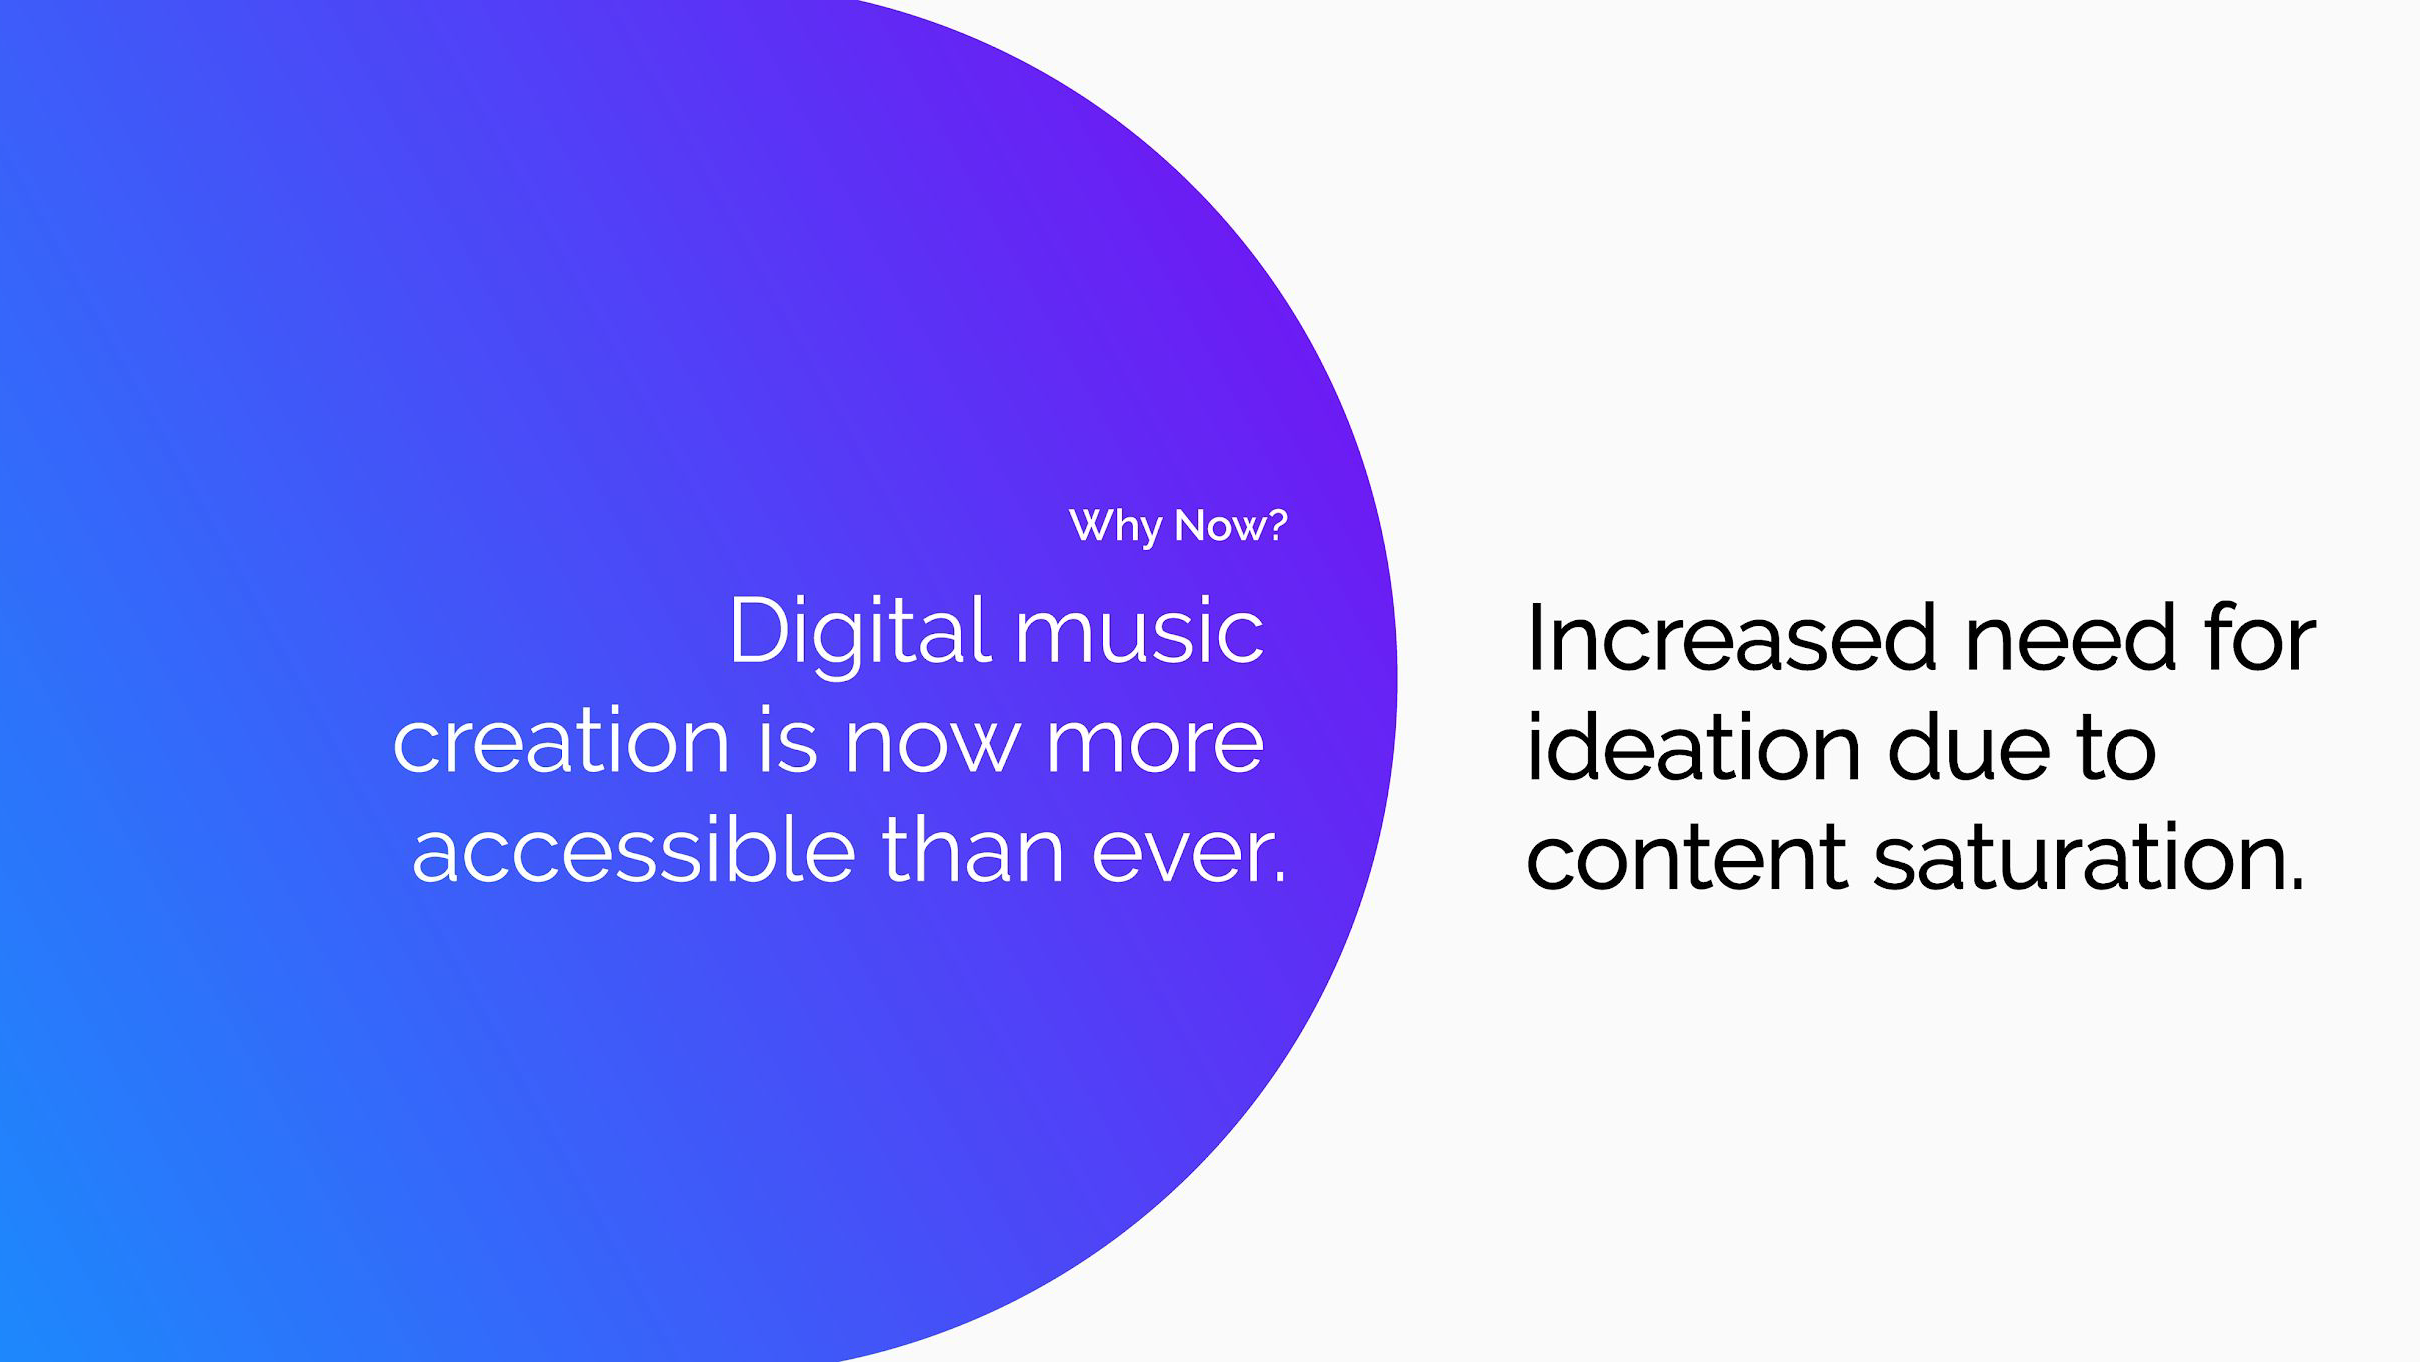 Why Now?
Digital music
creation is now more
accessible than ever.
Increased need for
ideation due to
content saturation.